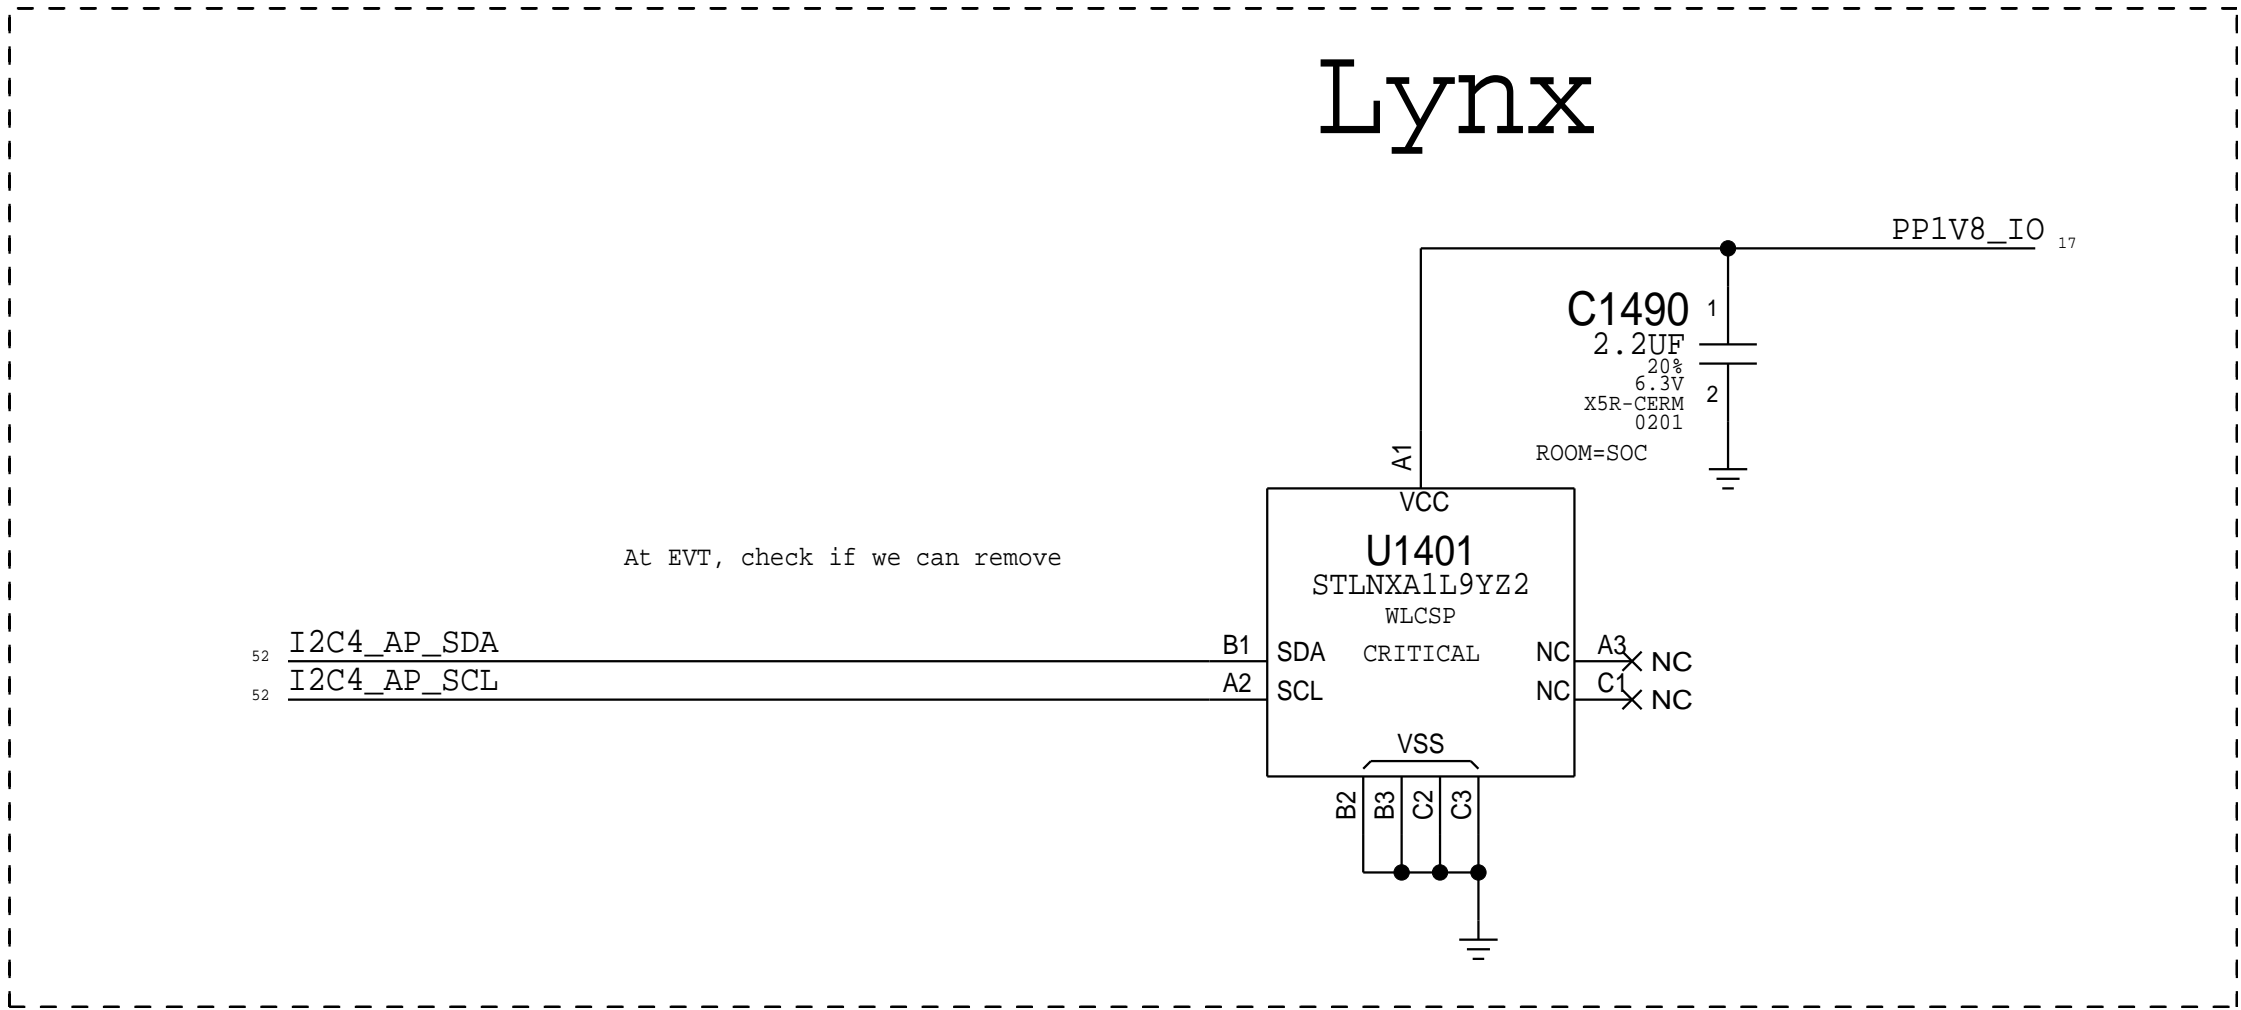 Lynx
PP1V8_IO 17
C1490 1
2.2UF
20%
6.3V
X5R-CERM
0201
2
ROOM=SOC
A1
VCC
U1401
STLNXA1L9YZ2
WLCSP
CRITICAL
At EVT, check if we can remove
52 I2C4_AP_SDA B1 SDA NC A3 NC
52 I2C4_AP_SCL A2 SCL NC C1 NC
VSS
B2 B3 C2 C3